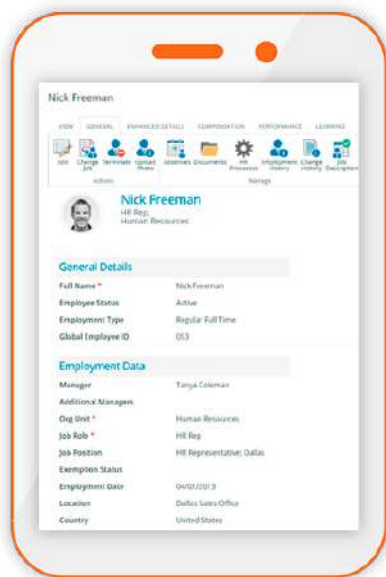 Nick Freeman
VIEW GENERAL ENHANCED DETAILS COMPENSATION PERFORMANCE LEARNING
Edit Change Job Terminate Upload Photo Absences Documents HR Processes Employment History Change History Job Description
Actions Manage
Nick Freeman
HR Rep,
Human Resources
General Details
Full Name * Nick Freeman
Employee Status Active
Employment Type Regular Full Time
Global Employee ID 053
Employment Data
Manager Tanya Coleman
Additional Managers
Org Unit * Human Resources
Job Role * HR Rep
Job Position HR Representative: Dallas
Exemption Status
Employment Date 04/01/2013
Location Dallas Sales Office
Country United States